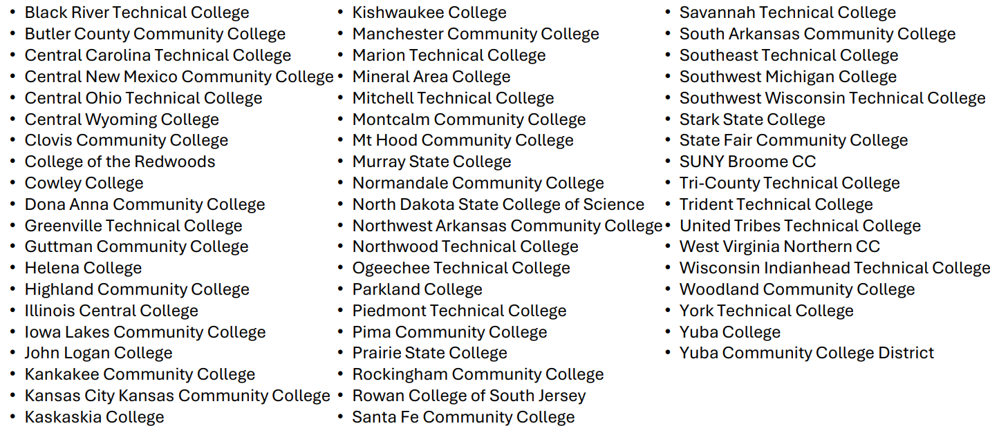 • Black River Technical College
• Butler County Community College
• Central Carolina Technical College
• Central New Mexico Community College
• Central Ohio Technical College
• Central Wyoming College
• Clovis Community College
• College of the Redwoods
• Cowley College
• Dona Anna Community College
• Greenville Technical College
• Guttman Community College
• Helena College
• Highland Community College
• Illinois Central College
• Iowa Lakes Community College
• John Logan College
• Kankakee Community College
• Kansas City Kansas Community College
• Kaskaskia College
• Kishwaukee College
• Manchester Community College
• Marion Technical College
• Mineral Area College
• Mitchell Technical College
• Montcalm Community College
• Mt Hood Community College
• Murray State College
• Normandale Community College
• North Dakota State College of Science
• Northwest Arkansas Community College
• Northwood Technical College
• Ogeechee Technical College
• Parkland College
• Piedmont Technical College
• Pima Community College
• Prairie State College
• Rockingham Community College
• Rowan College of South Jersey
• Santa Fe Community College
• Savannah Technical College
• South Arkansas Community College
• Southeast Technical College
• Southwest Michigan College
• Southwest Wisconsin Technical College
• Stark State College
• State Fair Community College
• SUNY Broome CC
• Tri-County Technical College
• Trident Technical College
• United Tribes Technical College
• West Virginia Northern CC
• Wisconsin Indianhead Technical College
• Woodland Community College
• York Technical College
• Yuba College
• Yuba Community College District